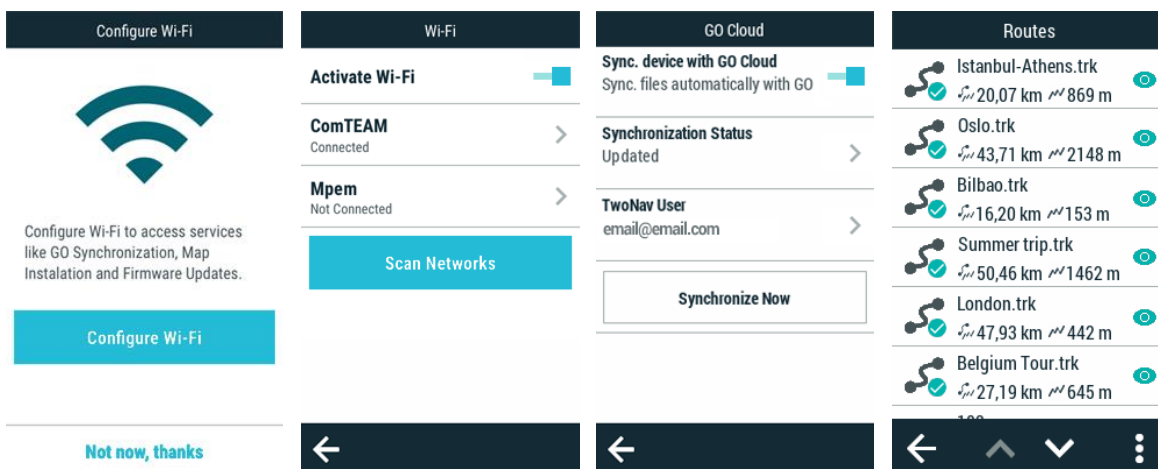 Configure Wi-Fi
Configure Wi-Fi to access services
like GO Synchronization, Map
Instalation and Firmware Updates.
Configure Wi-Fi
Not now, thanks
Wi-Fi
Activate Wi-Fi
ComTEAM
Connected
Mpem
Not Connected
Scan Networks
GO Cloud
Sync. device with GO Cloud
Sync. files automatically with GO
Synchronization Status
Updated
TwoNav User
email@email.com
Synchronize Now
Routes
Istanbul-Athens.trk
20,07 km 869 m
Oslo.trk
43,71 km 2148 m
Bilbao.trk
16,20 km 153 m
Summer trip.trk
50,46 km 1462 m
London.trk
47,93 km 442 m
Belgium Tour.trk
27,19 km 645 m